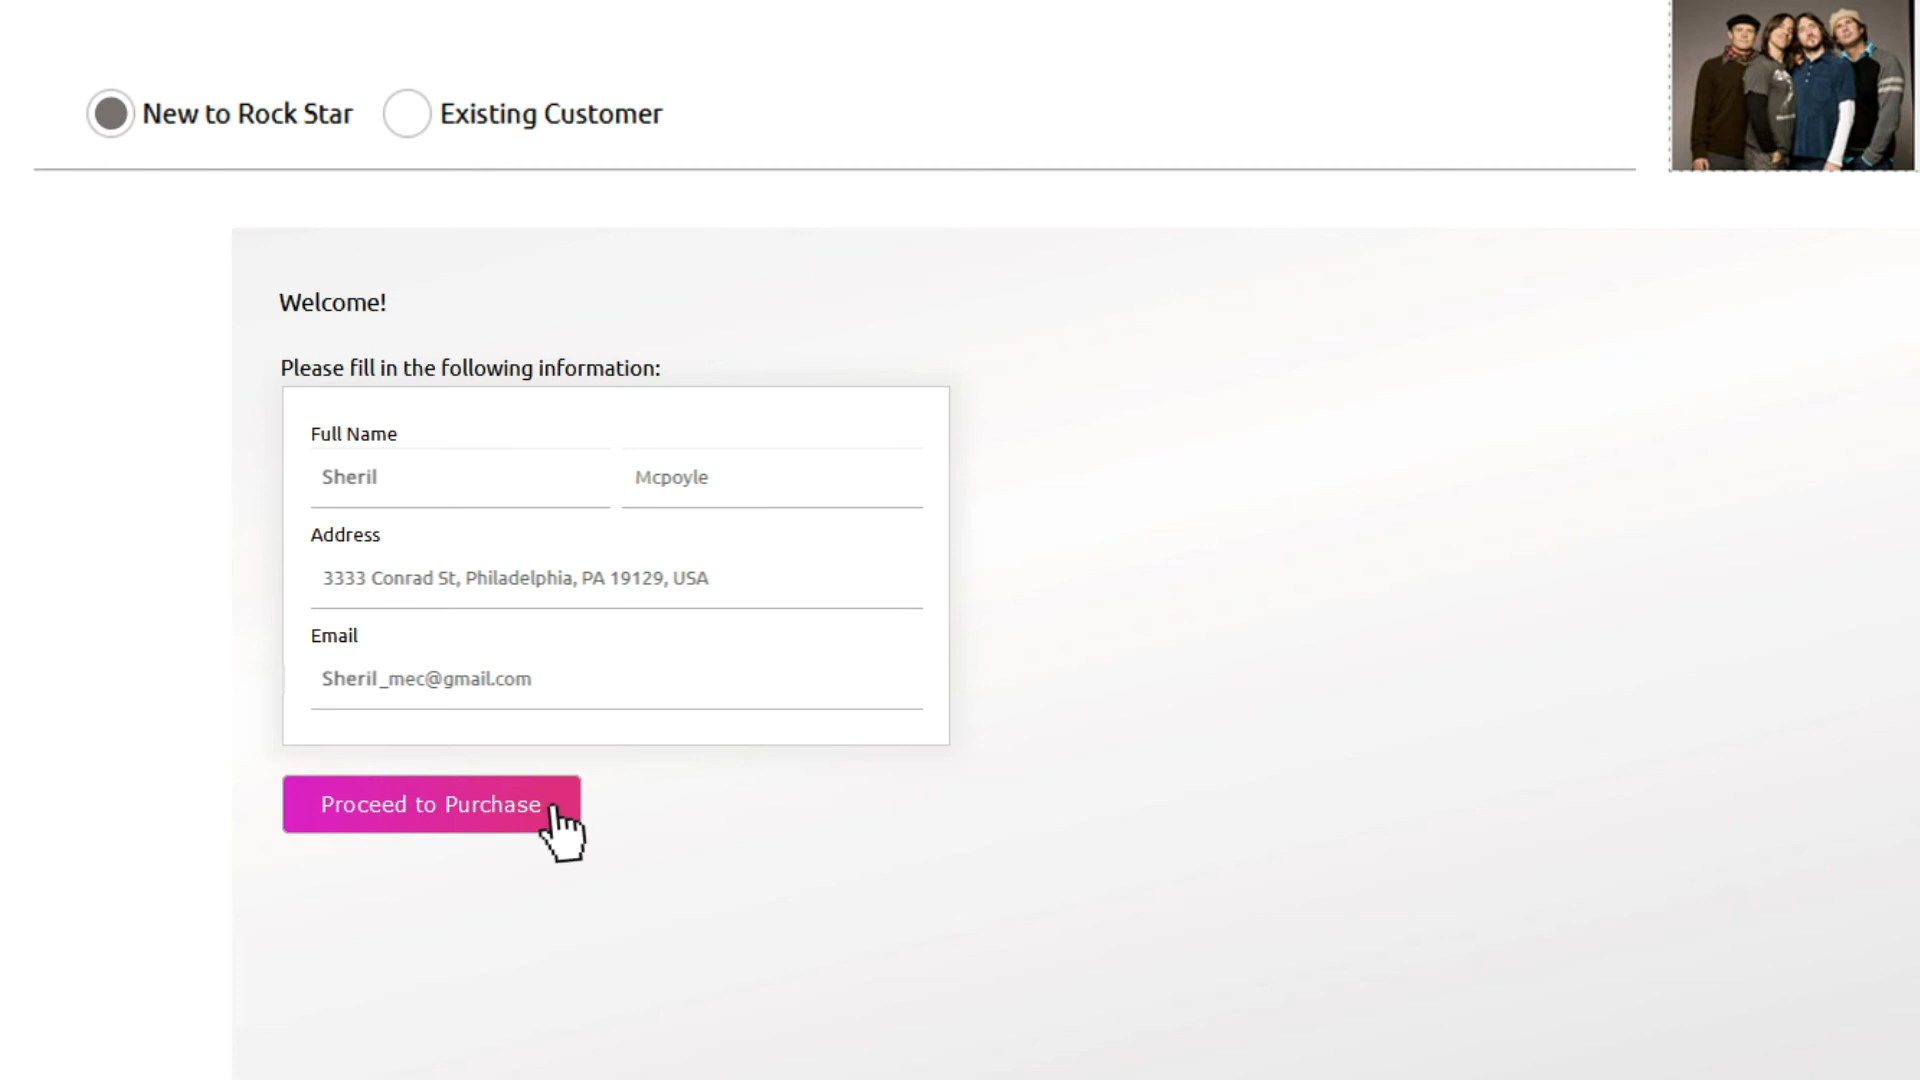 New to Rock Star Existing Customer
Welcome!
Please fill in the following information:
Full Name
Sheril Mcpoyle
Address
3333 Conrad St, Philadelphia, PA 19129, USA
Email
Sheril_mec@gmail.com
Proceed to Purchase